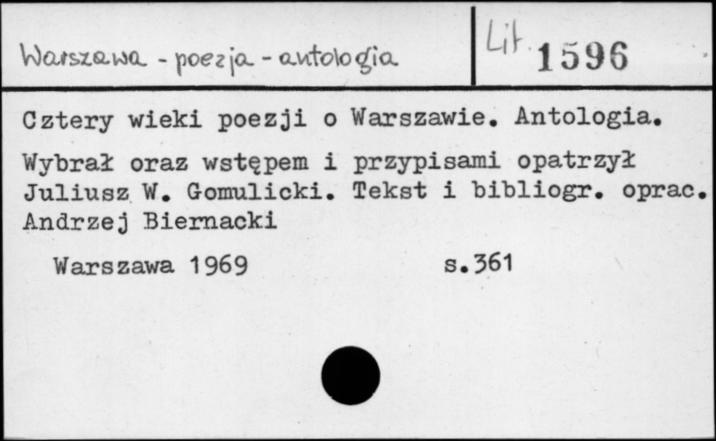 Warszawa - poezja - antologia
Lit. 1596
Cztery wieki poezji o Warszawie. Antologia.
Wybrał oraz wstępem i przypisami opatrzył
Juliusz W. Gomulicki. Tekst i bibliogr. oprac.
Andrzej Biernacki
Warszawa 1969 s.361